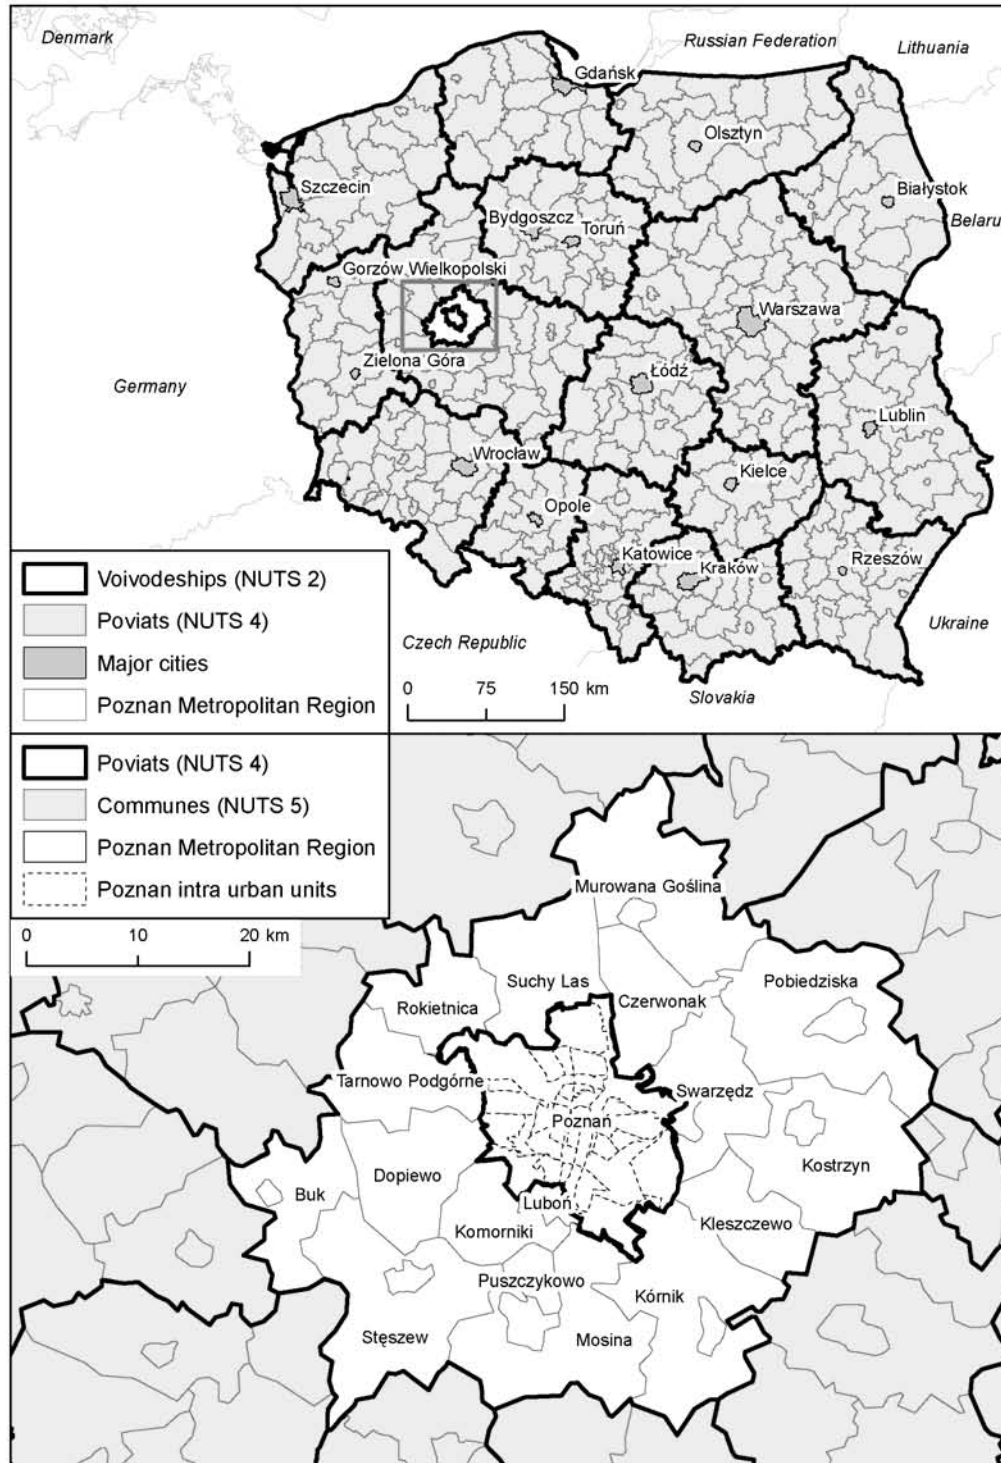 Denmark
Russian Federation
Lithuania
Gdańsk
Olsztyn
Szczecin
Białystok
Bydgoszcz
Toruń
Belaru
Gorzów Wielkopolski
Warszawa
Zielona Góra
Łódź
Germany
Lublin
Wrocław
Kielce
Opole
Katowice
Kraków
Rzeszów
Ukraine
Czech Republic
Slovakia
Voivodeships (NUTS 2)
Poviats (NUTS 4)
Major cities
Poznan Metropolitan Region
0 75 150 km
Poviats (NUTS 4)
Communes (NUTS 5)
Poznan Metropolitan Region
Poznan intra urban units
0 10 20 km
Murowana Goślina
Suchy Las
Pobiedziska
Rokietnica
Czerwonak
Tarnowo Podgórne
Swarzędz
Poznań
Dopiewo
Kostrzyn
Buk
Luboń
Komorniki
Kleszczewo
Puszczykowo
Kórnik
Stęszew
Mosina